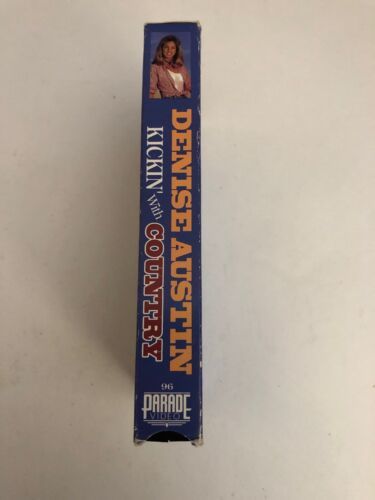 DENISE AUSTIN
KICKIN' with COUNTRY
96
PARADE
VIDEO